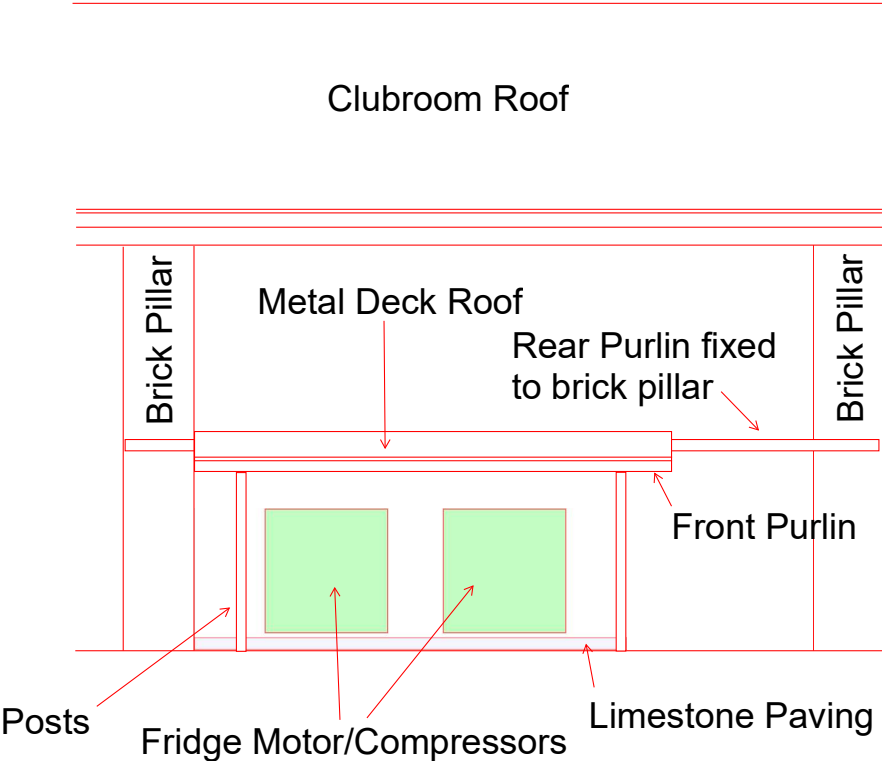 Clubroom Roof
Brick Pillar
Metal Deck Roof
Rear Purlin fixed
to brick pillar
Brick Pillar
Front Purlin
Posts
Fridge Motor/Compressors
Limestone Paving